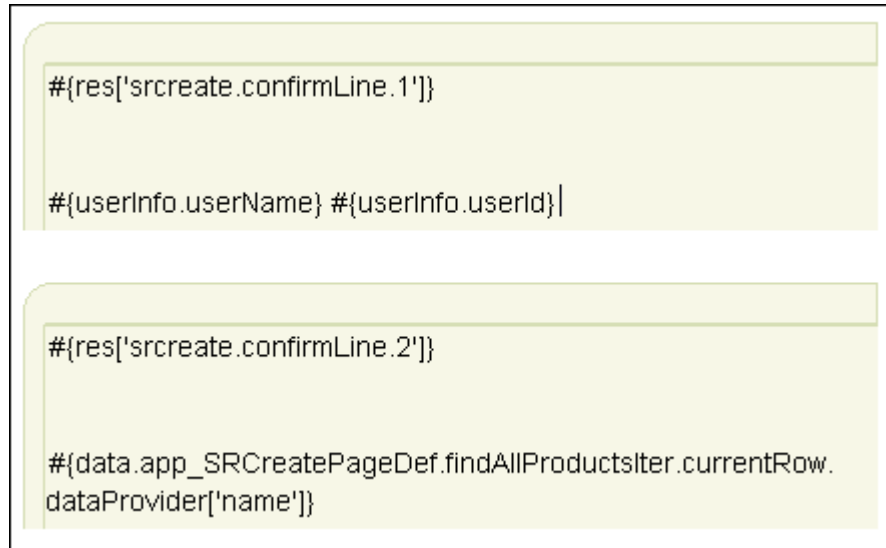 #{res['srcreate.confirmLine.1']}
#{userInfo.userName} #{userInfo.userId}
#{res['srcreate.confirmLine.2']}
#{data.app_SRCreatePageDef.findAllProductsIter.currentRow.
dataProvider['name']}